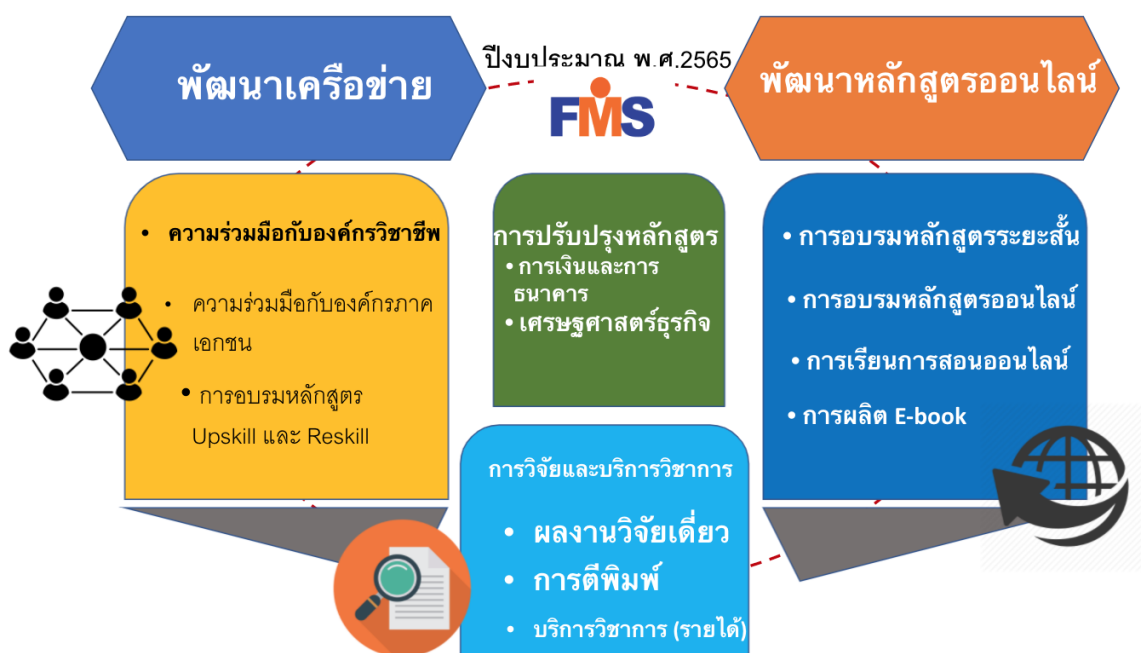 ปีงบประมาณ พ.ศ.2565
FMS
พัฒนาเครือข่าย
• ความร่วมมือกับองค์กรวิชาชีพ
• ความร่วมมือกับองค์กรภาค
เอกชน
• การอบรมหลักสูตร
Upskill และ Reskill
การปรับปรุงหลักสูตร
• การเงินและการ
ธนาคาร
• เศรษฐศาสตร์ธุรกิจ
พัฒนาหลักสูตรออนไลน์
• การอบรมหลักสูตรระยะสั้น
• การอบรมหลักสูตรออนไลน์
• การเรียนการสอนออนไลน์
• การผลิต E-book
การวิจัยและบริการวิชาการ
• ผลงานวิจัยเดี่ยว
• การตีพิมพ์
• บริการวิชาการ (รายได้)